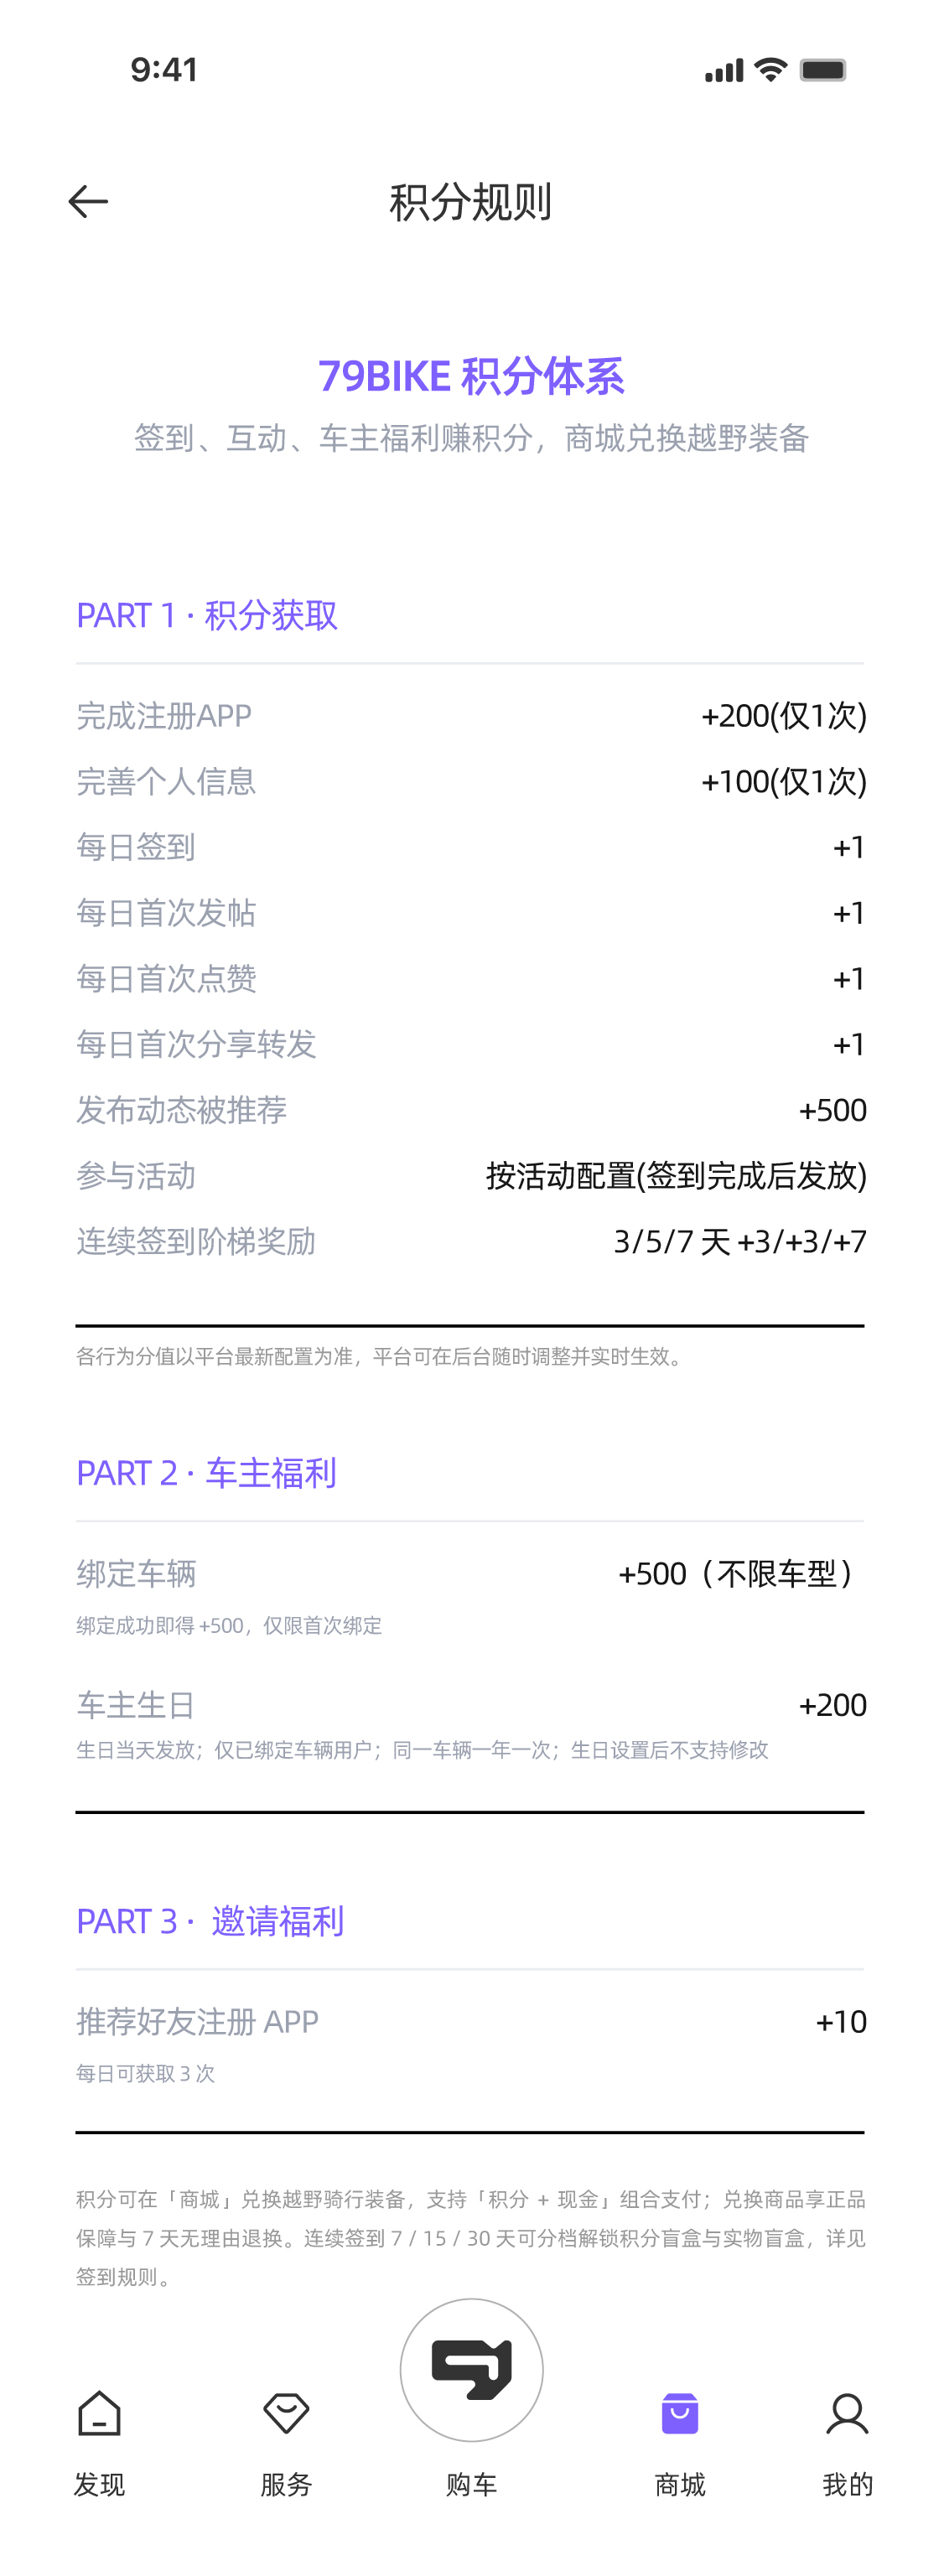 9:41
积分规则
79BIKE 积分体系
签到、互动、车主福利赚积分，商城兑换越野装备
PART 1 · 积分获取
完成注册APP +200(仅1次)
完善个人信息 +100(仅1次)
每日签到 +1
每日首次发帖 +1
每日首次点赞 +1
每日首次分享转发 +1
发布动态被推荐 +500
参与活动 按活动配置(签到完成后发放)
连续签到阶梯奖励 3/5/7 天 +3/+3/+7
各行为分值以平台最新配置为准，平台可在后台随时调整并实时生效。
PART 2 · 车主福利
绑定车辆 +500（不限车型）
绑定成功即得 +500，仅限首次绑定
车主生日 +200
生日当天发放；仅已绑定车辆用户；同一车辆一年一次；生日设置后不支持修改
PART 3 · 邀请福利
推荐好友注册 APP +10
每日可获取 3 次
积分可在「商城」兑换越野骑行装备，支持「积分 + 现金」组合支付；兑换商品享正品
保障与 7 天无理由退换。连续签到 7 / 15 / 30 天可分档解锁积分盲盒与实物盲盒，详见
签到规则。
发现 服务 购车 商城 我的